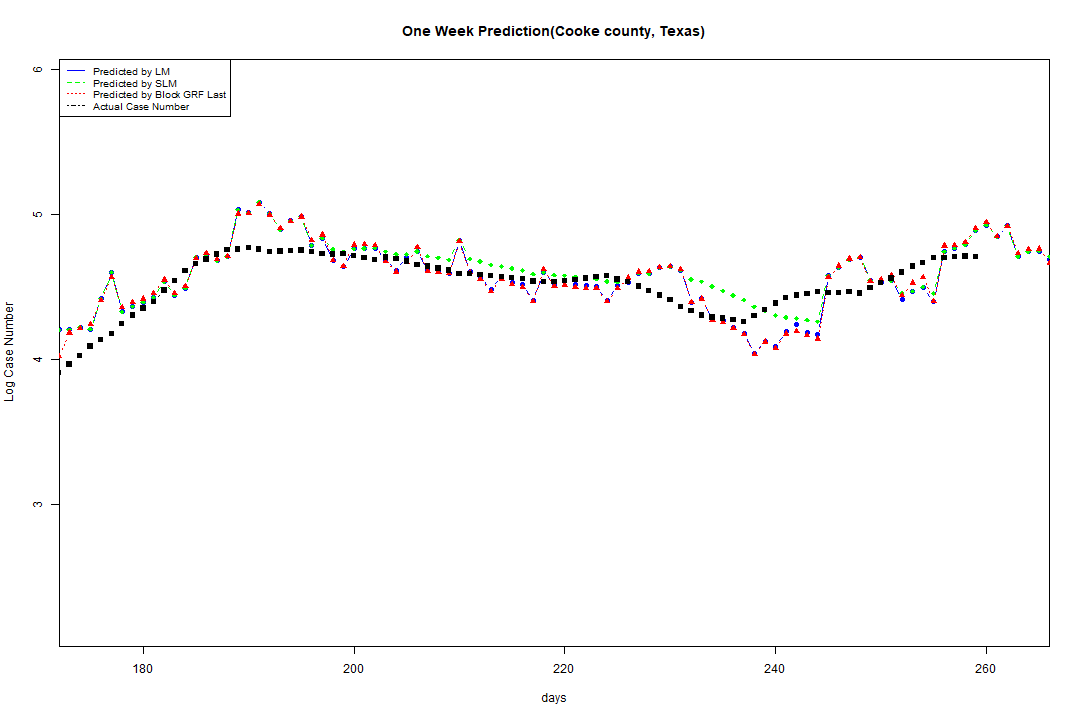 One Week Prediction(Cooke county, Texas)
Predicted by LM
Predicted by SLM
Predicted by Block GRF Last
Actual Case Number
6
5
4
3
Log Case Number
180 200 220 240 260
days